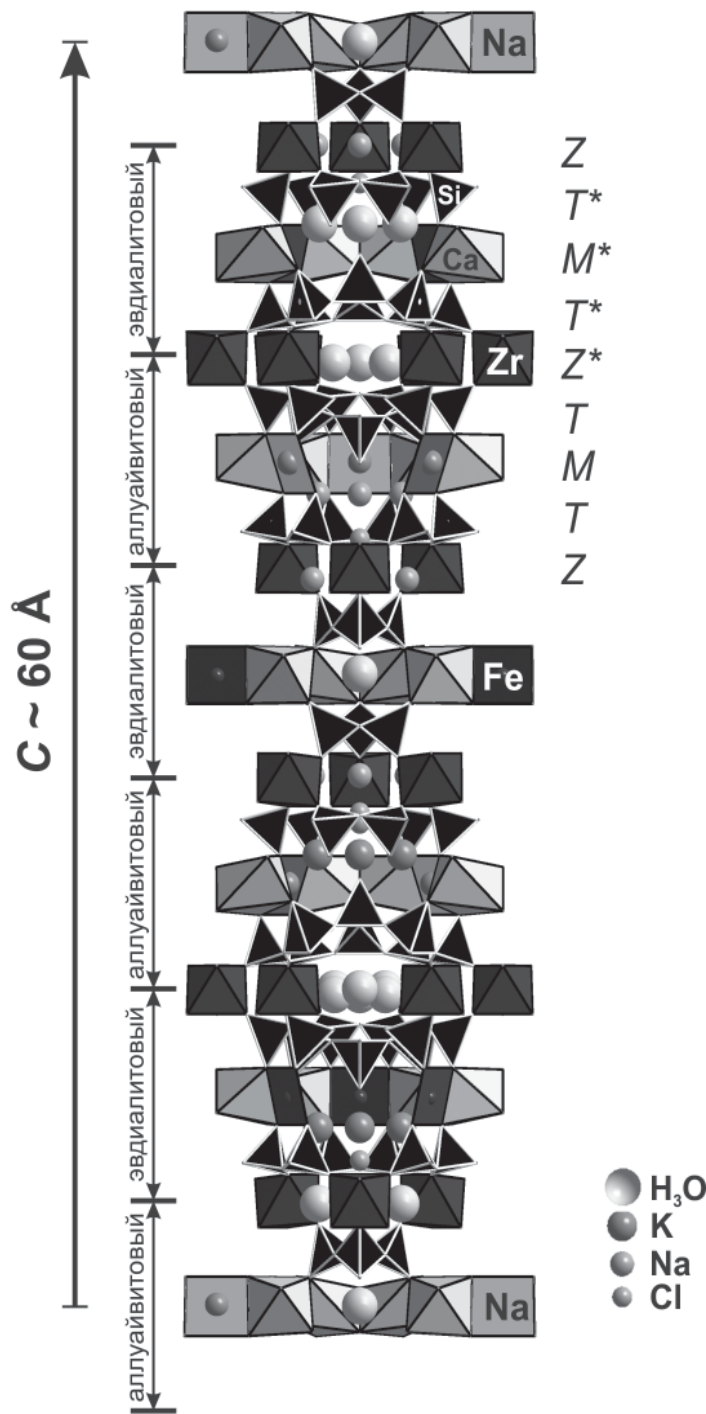 Na
Z
Si
T*
эвдиалитовый
Ca
M*
T*
Zr
Z*
T
аллуайвитовый
M
T
Z
C ~ 60 Å
эвдиалитовый
Fe
аллуайвитовый
эвдиалитовый
H₃O
K
Na
Cl
аллуайвитовый
Na